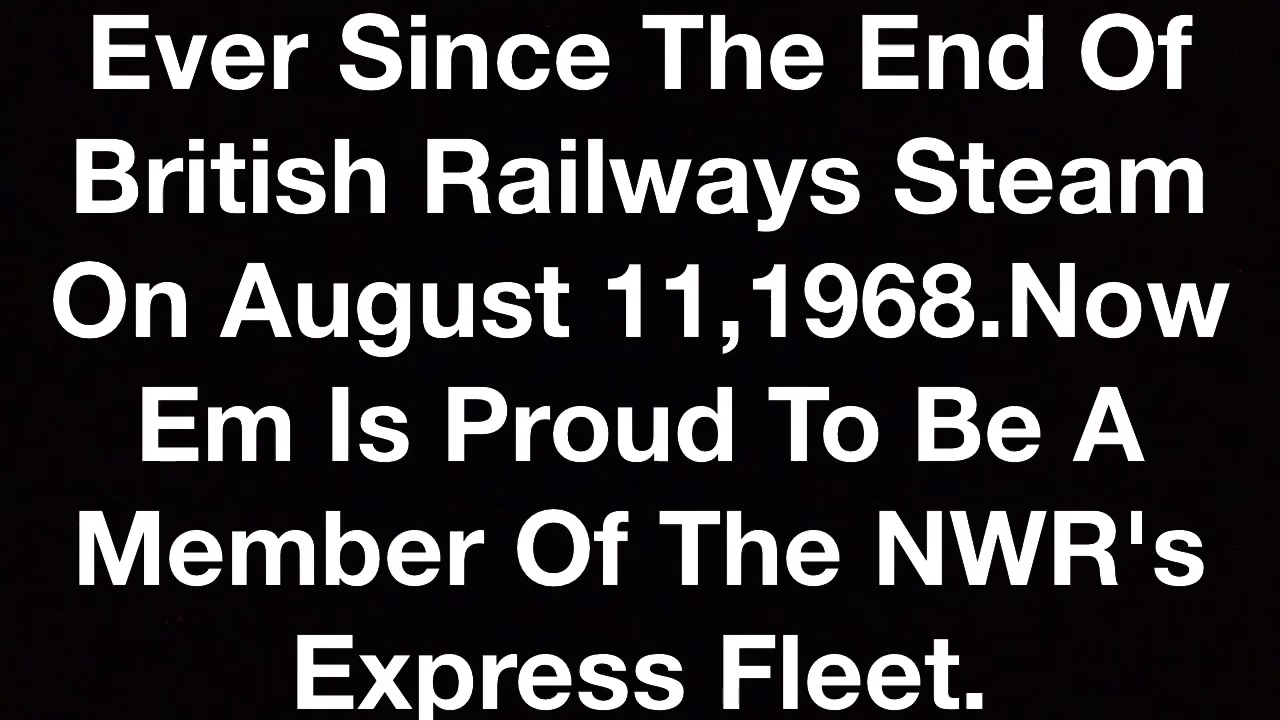 Ever Since The End Of
British Railways Steam
On August 11,1968.Now
Em Is Proud To Be A
Member Of The NWR's
Express Fleet.